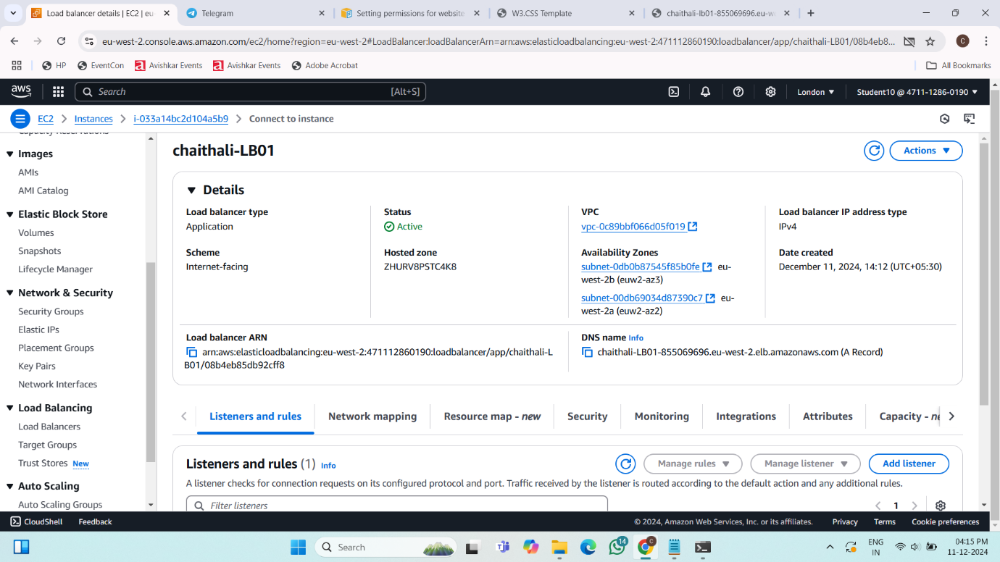 Load balancer details | EC2 | eu
Telegram
Setting permissions for website
W3.CSS Template
chaithali-lb01-855069696.eu-we
eu-west-2.console.aws.amazon.com/ec2/home?region=eu-west-2#LoadBalancer:loadBalancerArn=arn:aws:elasticloadbalancing:eu-west-2:471112860190:loadbalancer/app/chaithali-LB01/08b4eb8...
C
HP
EventCon
Avishkar Events
Avishkar Events
Adobe Acrobat
All Bookmarks
aws
Search
[Alt+S]
London
Student10 @ 4711-1286-0190
EC2
Instances
i-033a14bc2d104a5b9
Connect to instance
Capacity Reservations
Images
AMIs
AMI Catalog
Elastic Block Store
Volumes
Snapshots
Lifecycle Manager
Network & Security
Security Groups
Elastic IPs
Placement Groups
Key Pairs
Network Interfaces
Load Balancing
Load Balancers
Target Groups
Trust Stores New
Auto Scaling
Auto Scaling Groups
chaithali-LB01
Actions
Details
Load balancer type
Application
Status
Active
VPC
vpc-0c89bbf066d05f019
Load balancer IP address type
IPv4
Scheme
Internet-facing
Hosted zone
ZHURV8PSTC4K8
Availability Zones
subnet-0db0b87545f85b0fe eu-
west-2b (euw2-az3)
subnet-00db69034d87390c7 eu-
west-2a (euw2-az2)
Date created
December 11, 2024, 14:12 (UTC+05:30)
Load balancer ARN
arn:aws:elasticloadbalancing:eu-west-2:471112860190:loadbalancer/app/chaithali-L
B01/08b4eb85db92cff8
DNS name Info
chaithali-LB01-855069696.eu-west-2.elb.amazonaws.com (A Record)
Listeners and rules
Network mapping
Resource map - new
Security
Monitoring
Integrations
Attributes
Capacity - ne
Listeners and rules (1) Info
Manage rules
Manage listener
Add listener
A listener checks for connection requests on its configured protocol and port. Traffic received by the listener is routed according to the default action and any additional rules.
Filter listeners
1
CloudShell
Feedback
© 2024, Amazon Web Services, Inc. or its affiliates.
Privacy
Terms
Cookie preferences
Search
14
C
ENG
IN
04:15 PM
11-12-2024